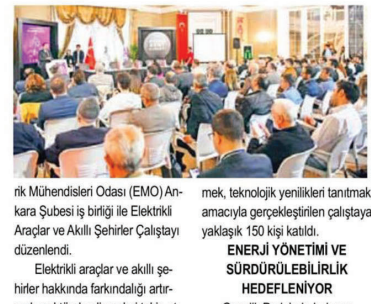 rik Mühendisleri Odası (EMO) An-
kara Şubesi iş birliği ile Elektrikli
Araçlar ve Akıllı Şehirler Çalıştayı
düzenlendi.
Elektrikli araçlar ve akıllı şe-
hirler hakkında farkındalığı artır-
mek, teknolojik yenilikleri tanıtmak
amacıyla gerçekleştirilen çalıştaya
yaklaşık 150 kişi katıldı.
ENERJİ YÖNETİMİ VE
SÜRDÜRÜLEBİLİRLİK
HEDEFLENİYOR